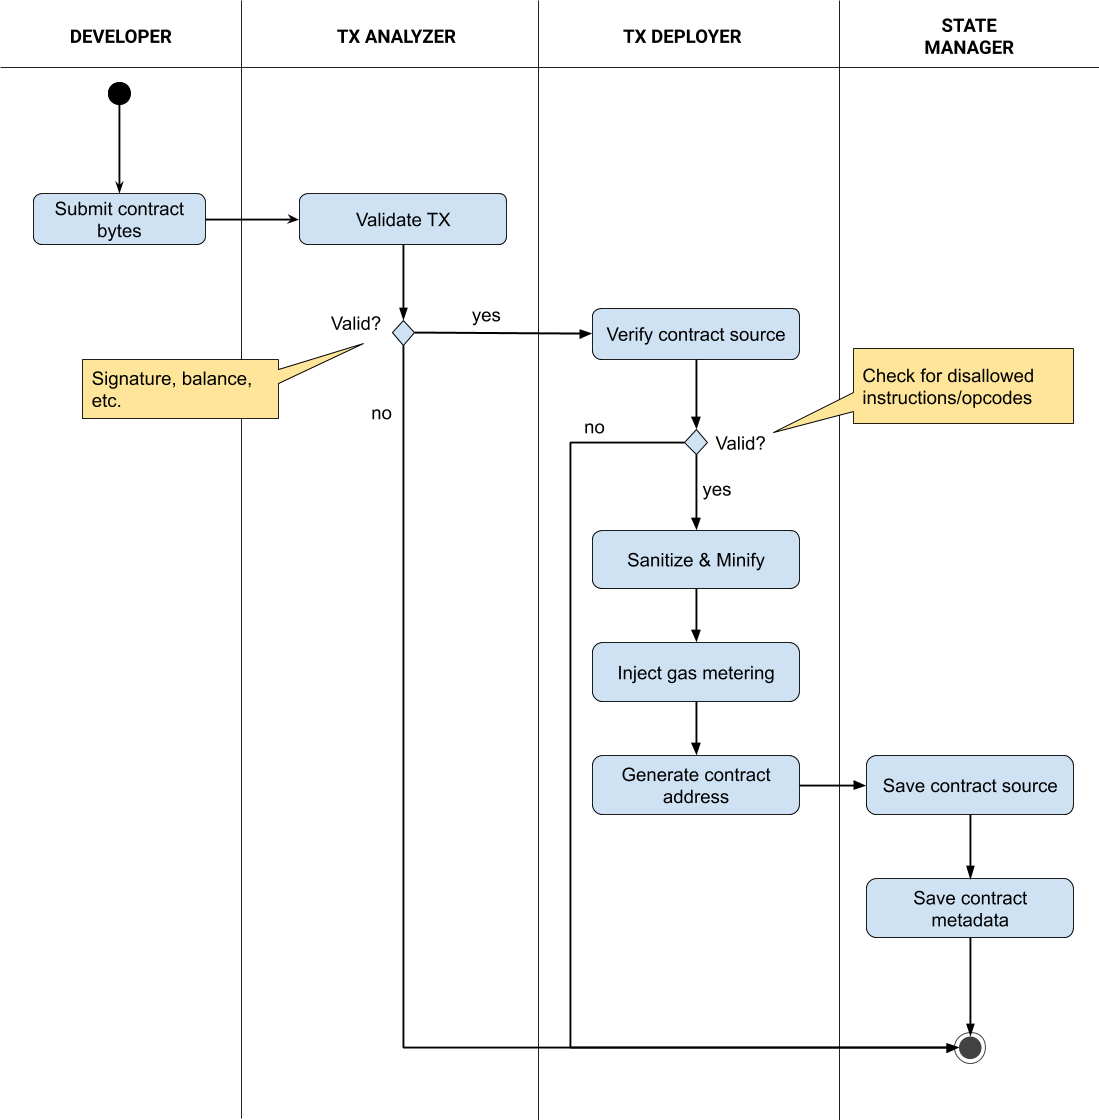 DEVELOPER
TX ANALYZER
TX DEPLOYER
STATE
MANAGER
Submit contract
bytes
Validate TX
Valid?
yes
Verify contract source
Signature, balance,
etc.
Check for disallowed
instructions/opcodes
no
no
Valid?
yes
Sanitize & Minify
Inject gas metering
Generate contract
address
Save contract source
Save contract
metadata